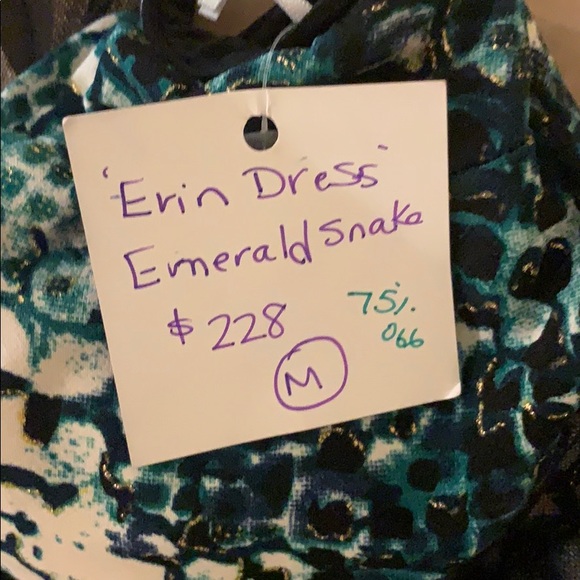 'Erin Dress'
Emerald Snake
$228
75%.
066
M